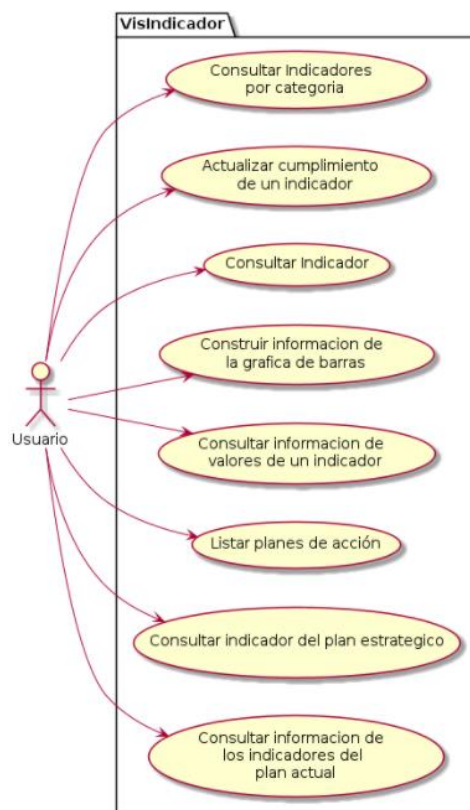 VisIndicador
Consultar Indicadores
por categoria
Actualizar cumplimiento
de un indicador
Consultar Indicador
Construir informacion de
la grafica de barras
Usuario
Consultar informacion de
valores de un indicador
Listar planes de acción
Consultar indicador del plan estrategico
Consultar informacion de
los indicadores del
plan actual